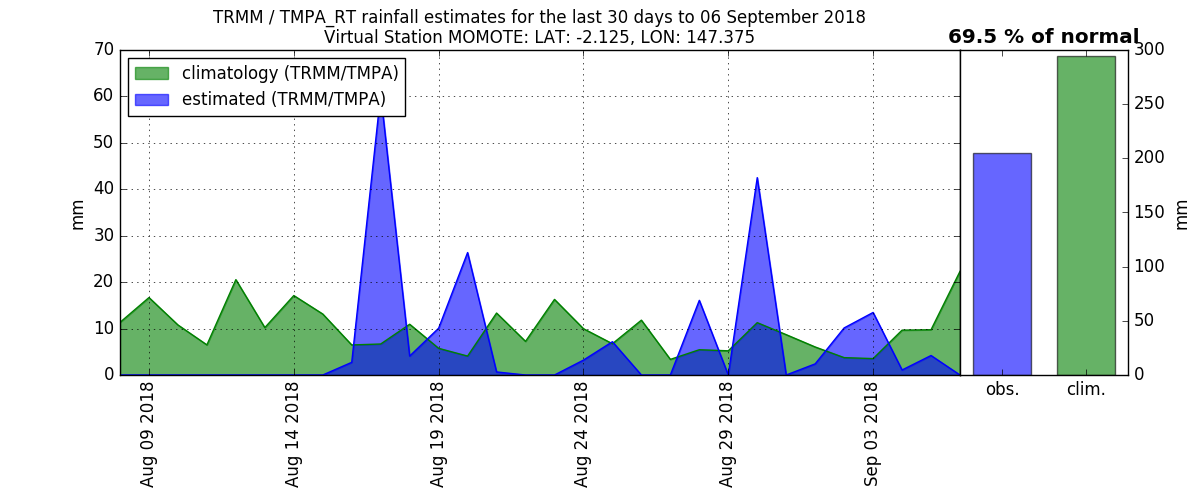 TRMM / TMPA_RT rainfall estimates for the last 30 days to 06 September 2018
Virtual Station MOMOTE: LAT: -2.125, LON: 147.375
69.5 % of normal
climatology (TRMM/TMPA)
estimated (TRMM/TMPA)
70
60
50
40
30
20
10
0
mm
Aug 09 2018
Aug 14 2018
Aug 19 2018
Aug 24 2018
Aug 29 2018
Sep 03 2018
obs.
clim.
300
250
200
150
100
50
0
mm